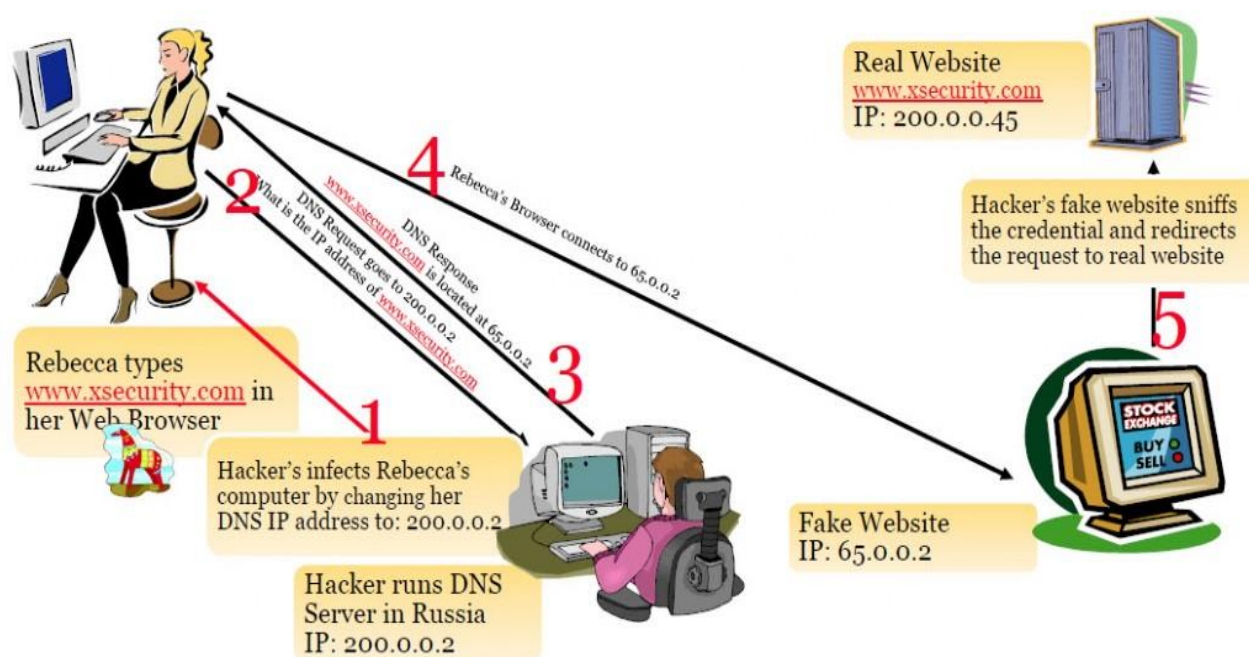 Real Website
www.xsecurity.com
IP: 200.0.0.45
4
Rebecca's Browser connects to 65.0.0.2
2
DNS Response
www.xsecurity.com is located at 65.0.0.2
DNS Request goes to 200.0.0.2
What is the IP address of www.xsecurity.com
3
Hacker's fake website sniffs
the credential and redirects
the request to real website
5
Rebecca types
www.xsecurity.com in
her Web Browser
1
Hacker's infects Rebecca's
computer by changing her
DNS IP address to: 200.0.0.2
Hacker runs DNS
Server in Russia
IP: 200.0.0.2
STOCK
EXCHANGE
BUY
SELL
Fake Website
IP: 65.0.0.2